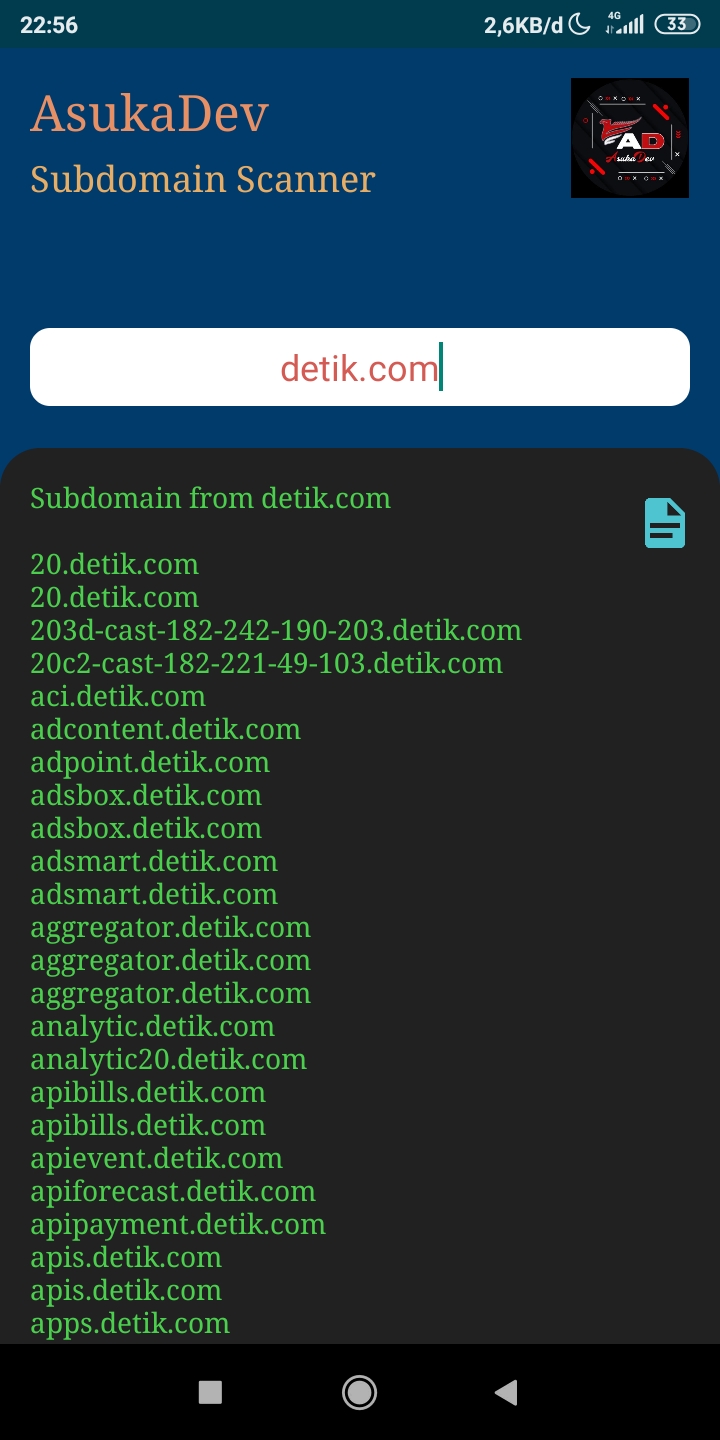 22:56
2,6KB/d
4G
33
AsukaDev
AD
AsukaDev
Subdomain Scanner
detik.com
Subdomain from detik.com
20.detik.com
20.detik.com
203d-cast-182-242-190-203.detik.com
20c2-cast-182-221-49-103.detik.com
aci.detik.com
adcontent.detik.com
adpoint.detik.com
adsbox.detik.com
adsbox.detik.com
adsmart.detik.com
adsmart.detik.com
aggregator.detik.com
aggregator.detik.com
aggregator.detik.com
analytic.detik.com
analytic20.detik.com
apibills.detik.com
apibills.detik.com
apievent.detik.com
apiforecast.detik.com
apipayment.detik.com
apis.detik.com
apis.detik.com
apps.detik.com